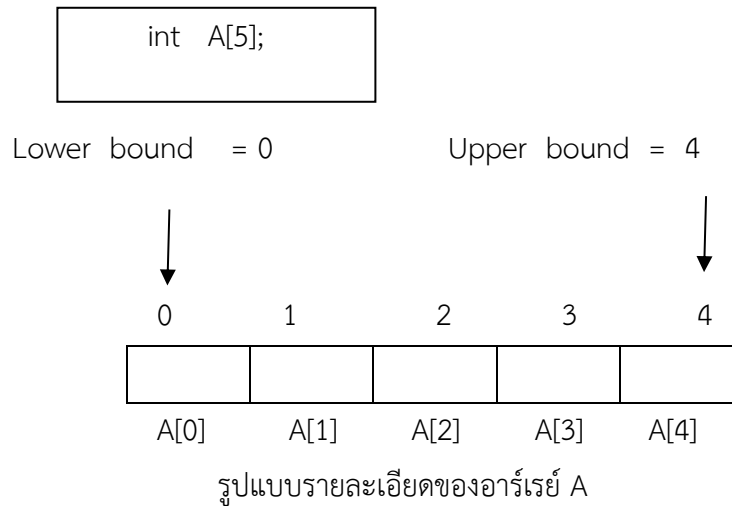 int A[5];
Lower bound = 0 Upper bound = 4
0 1 2 3 4
A[0] A[1] A[2] A[3] A[4]
รูปแบบรายละเอียดของอาร์เรย์ A